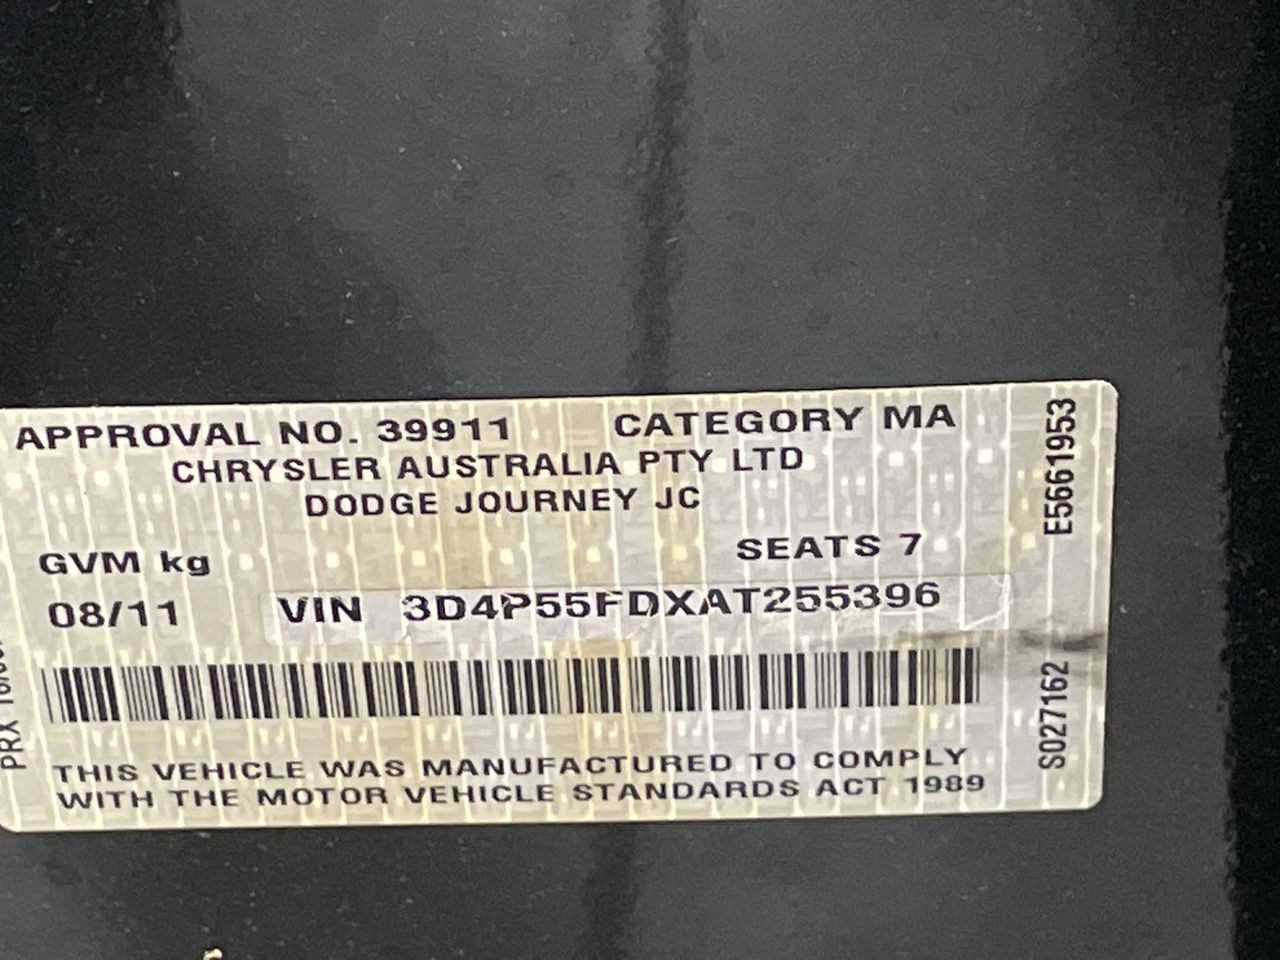 APPROVAL NO. 39911 CATEGORY MA
CHRYSLER AUSTRALIA PTY LTD
DODGE JOURNEY JC
GVM kg SEATS 7
08/11 VIN 3D4P55FDXAT255396
THIS VEHICLE WAS MANUFACTURED TO COMPLY
WITH THE MOTOR VEHICLE STANDARDS ACT 1989
E5661953
S027162
PRX